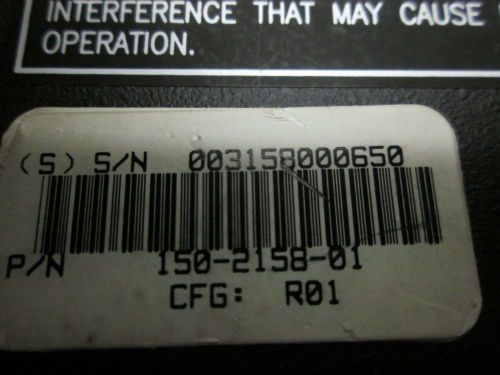 INTERFERENCE THAT MAY CAUSE
OPERATION.
(S) S/N 003158000650
P/N 150-2158-01
CFG: R01